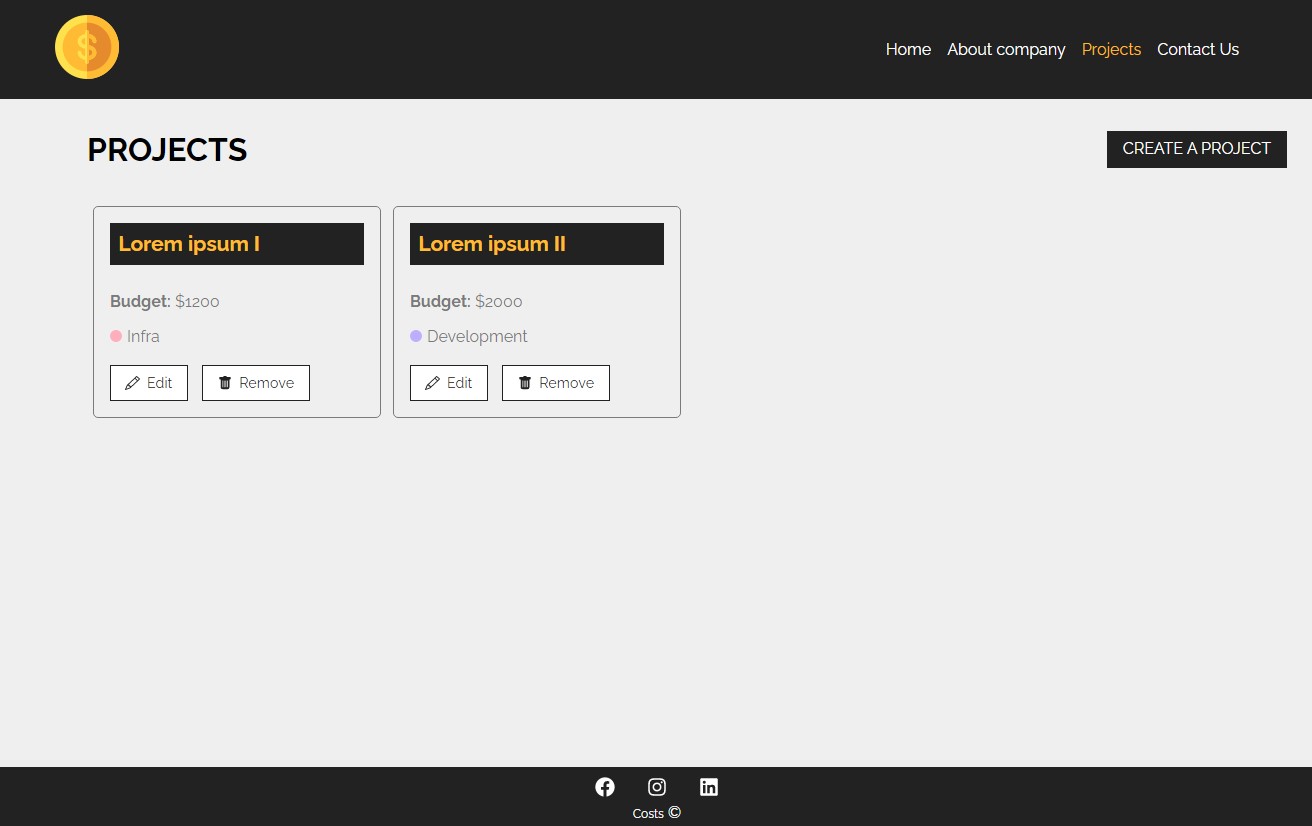 $
Home About company Projects Contact Us
PROJECTS
CREATE A PROJECT
Lorem ipsum I
Budget: $1200
Infra
Edit Remove
Lorem ipsum II
Budget: $2000
Development
Edit Remove
Costs ©